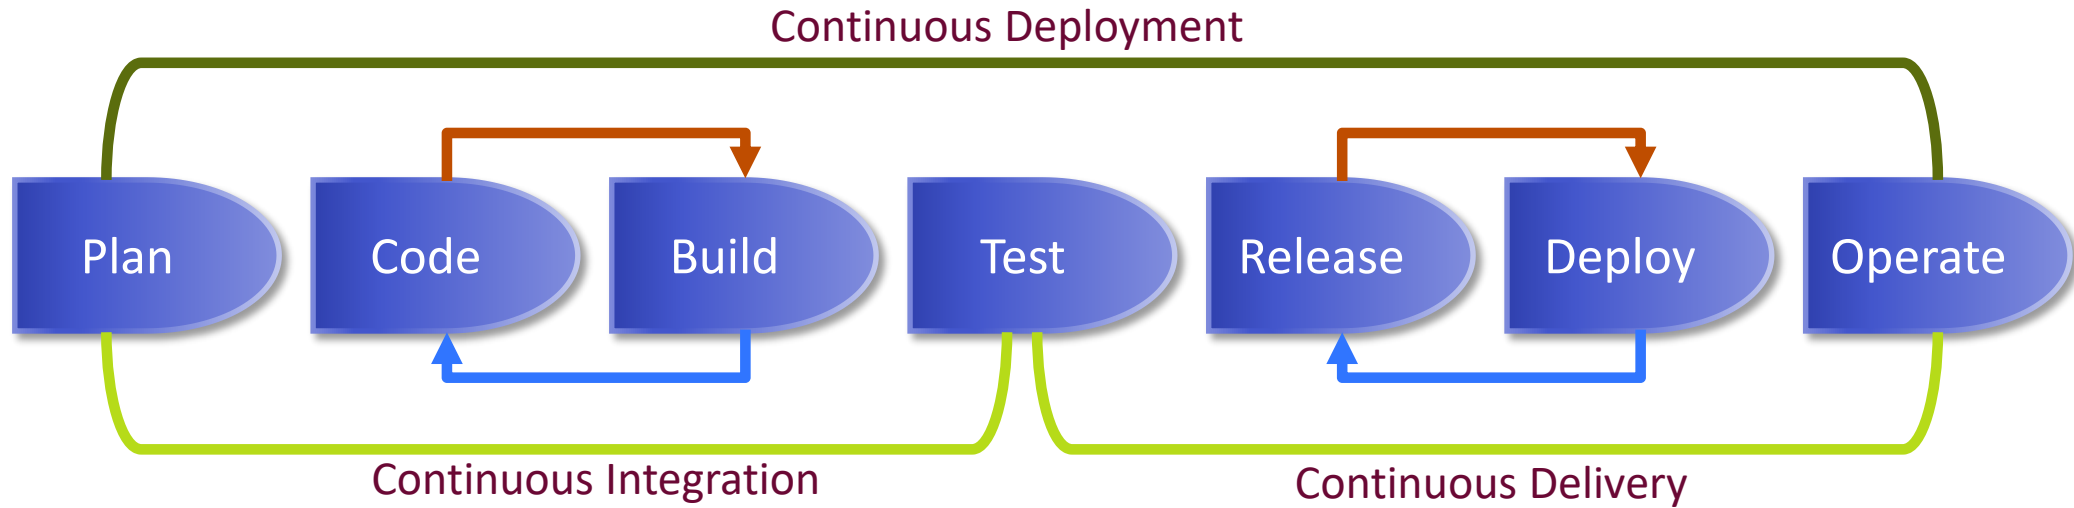 Continuous Deployment
Plan
Code
Build
Test
Release
Deploy
Operate
Continuous Integration
Continuous Delivery